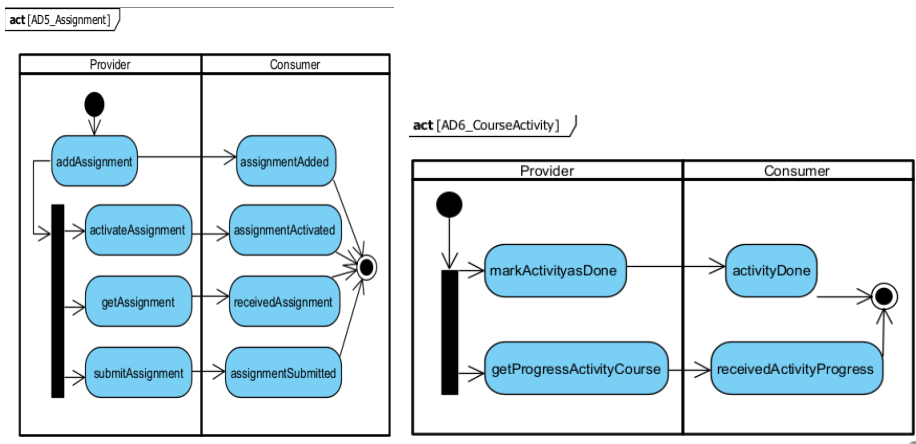 act [AD5_Assignment]
Provider
Consumer
addAssignment
assignmentAdded
activateAssignment
assignmentActivated
getAssignment
receivedAssignment
submitAssignment
assignmentSubmitted
act [AD6_CourseActivity]
Provider
Consumer
markActivityasDone
activityDone
getProgressActivityCourse
receivedActivityProgress